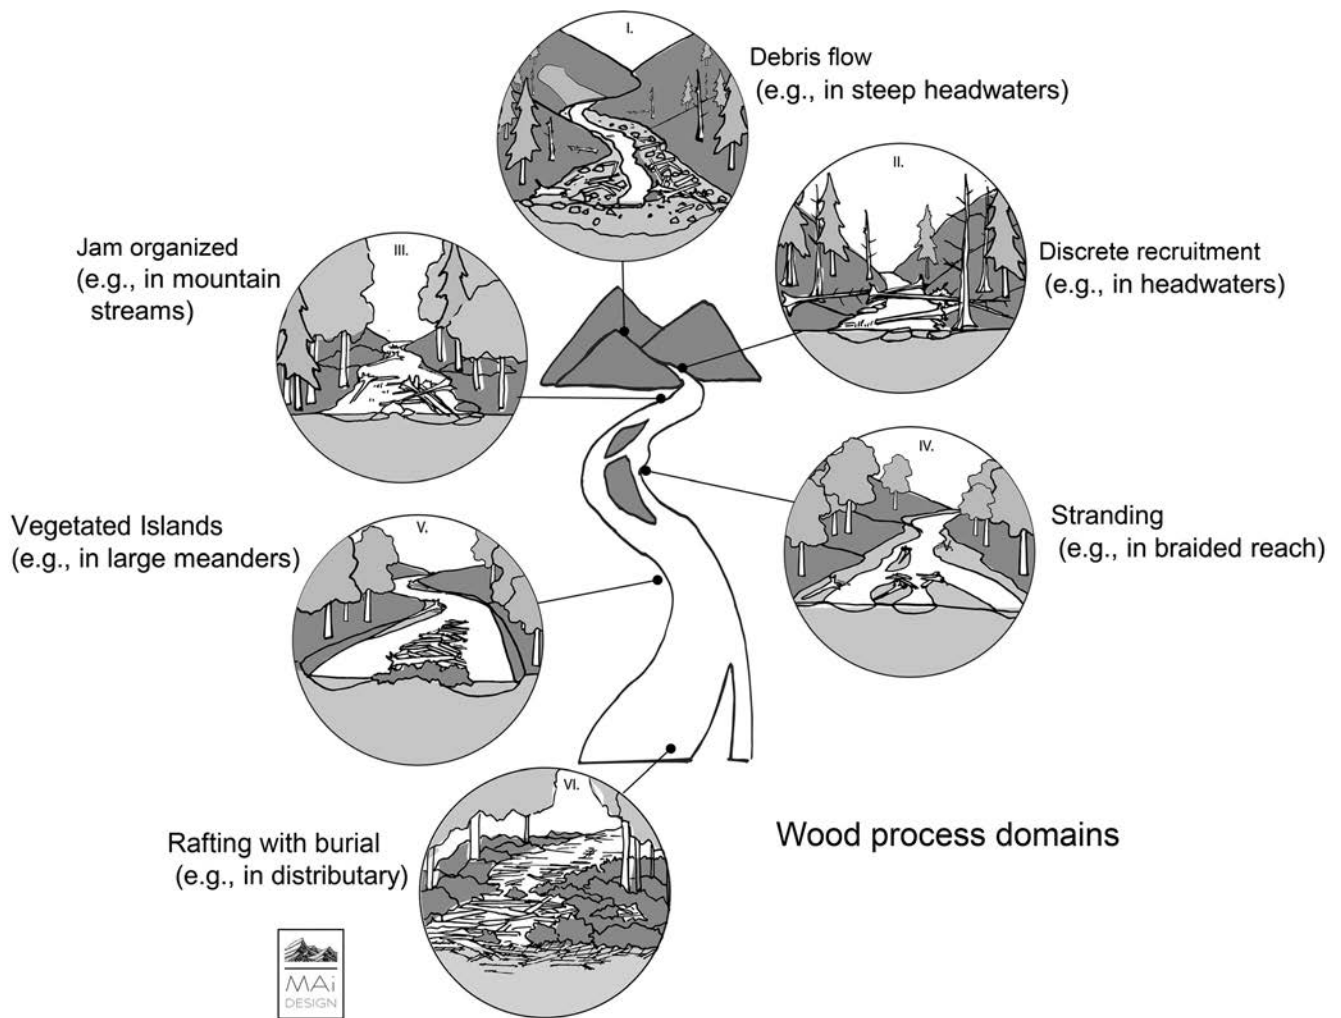 I.
Debris flow
(e.g., in steep headwaters)
II.
Discrete recruitment
(e.g., in headwaters)
III.
Jam organized
(e.g., in mountain
streams)
IV.
Stranding
(e.g., in braided reach)
V.
Vegetated Islands
(e.g., in large meanders)
VI.
Rafting with burial
(e.g., in distributary)
Wood process domains
MAi
DESIGN